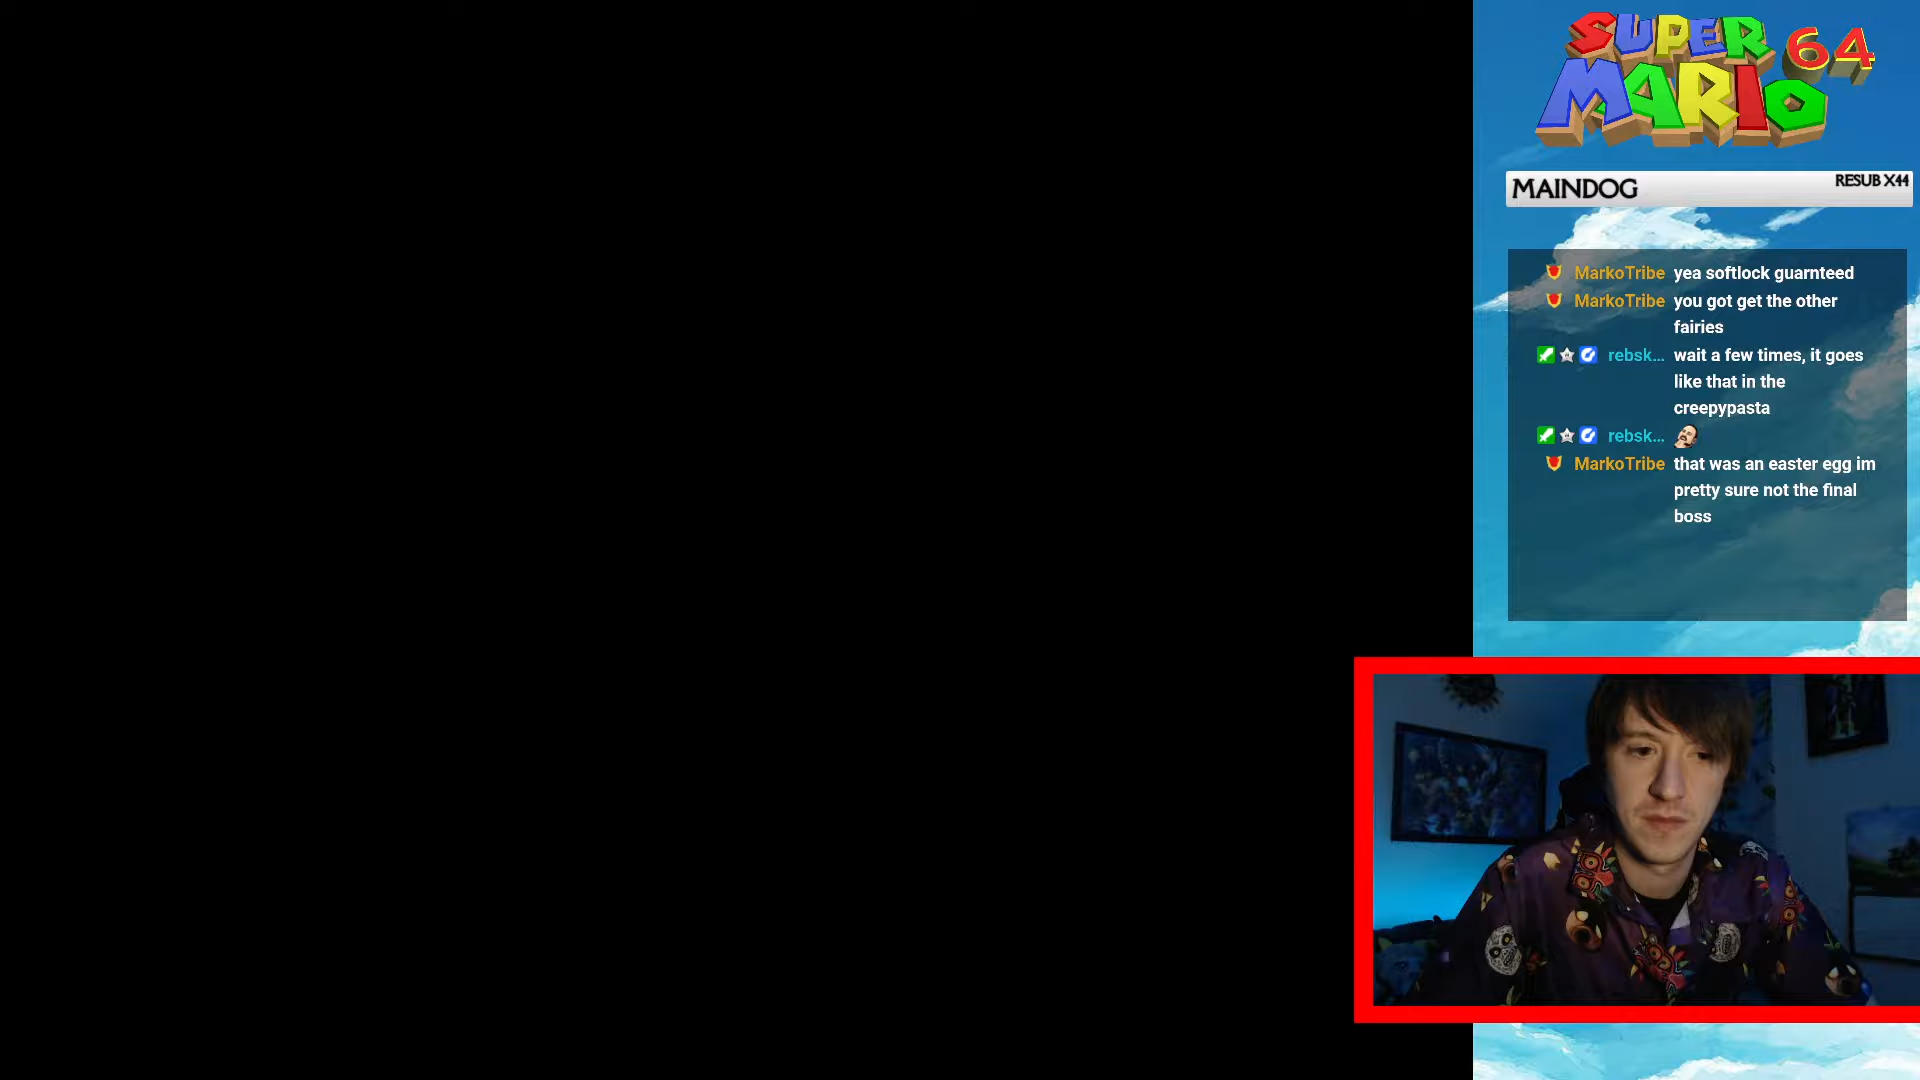 SUPER
MARIO 64
MAINDOG RESUB X44
MarkoTribe yea softlock guarnteed
MarkoTribe you got get the other
fairies
rebsk... wait a few times, it goes
like that in the
creepypasta
rebsk...
MarkoTribe that was an easter egg im
pretty sure not the final
boss